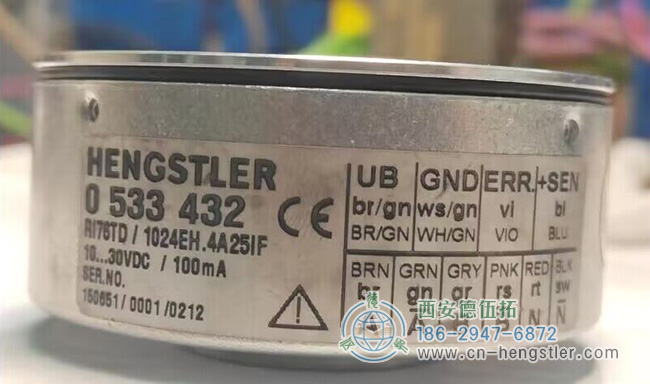 HENGSTLER
0 533 432
RI76TD / 1024EH.4A25IF
10...30VDC / 100mA
SER.NO.
150651 / 0001 /0212
CE
UB GND ERR. +SEN
br/gn ws/gn vi bl
BR/GN WH/GN VIO BLU
BRN GRN GRY PNK RED BLK
br gn gr rs rt sw
N N̅
西安德伍拓
186-2947-6872
www.cn-hengstler.com